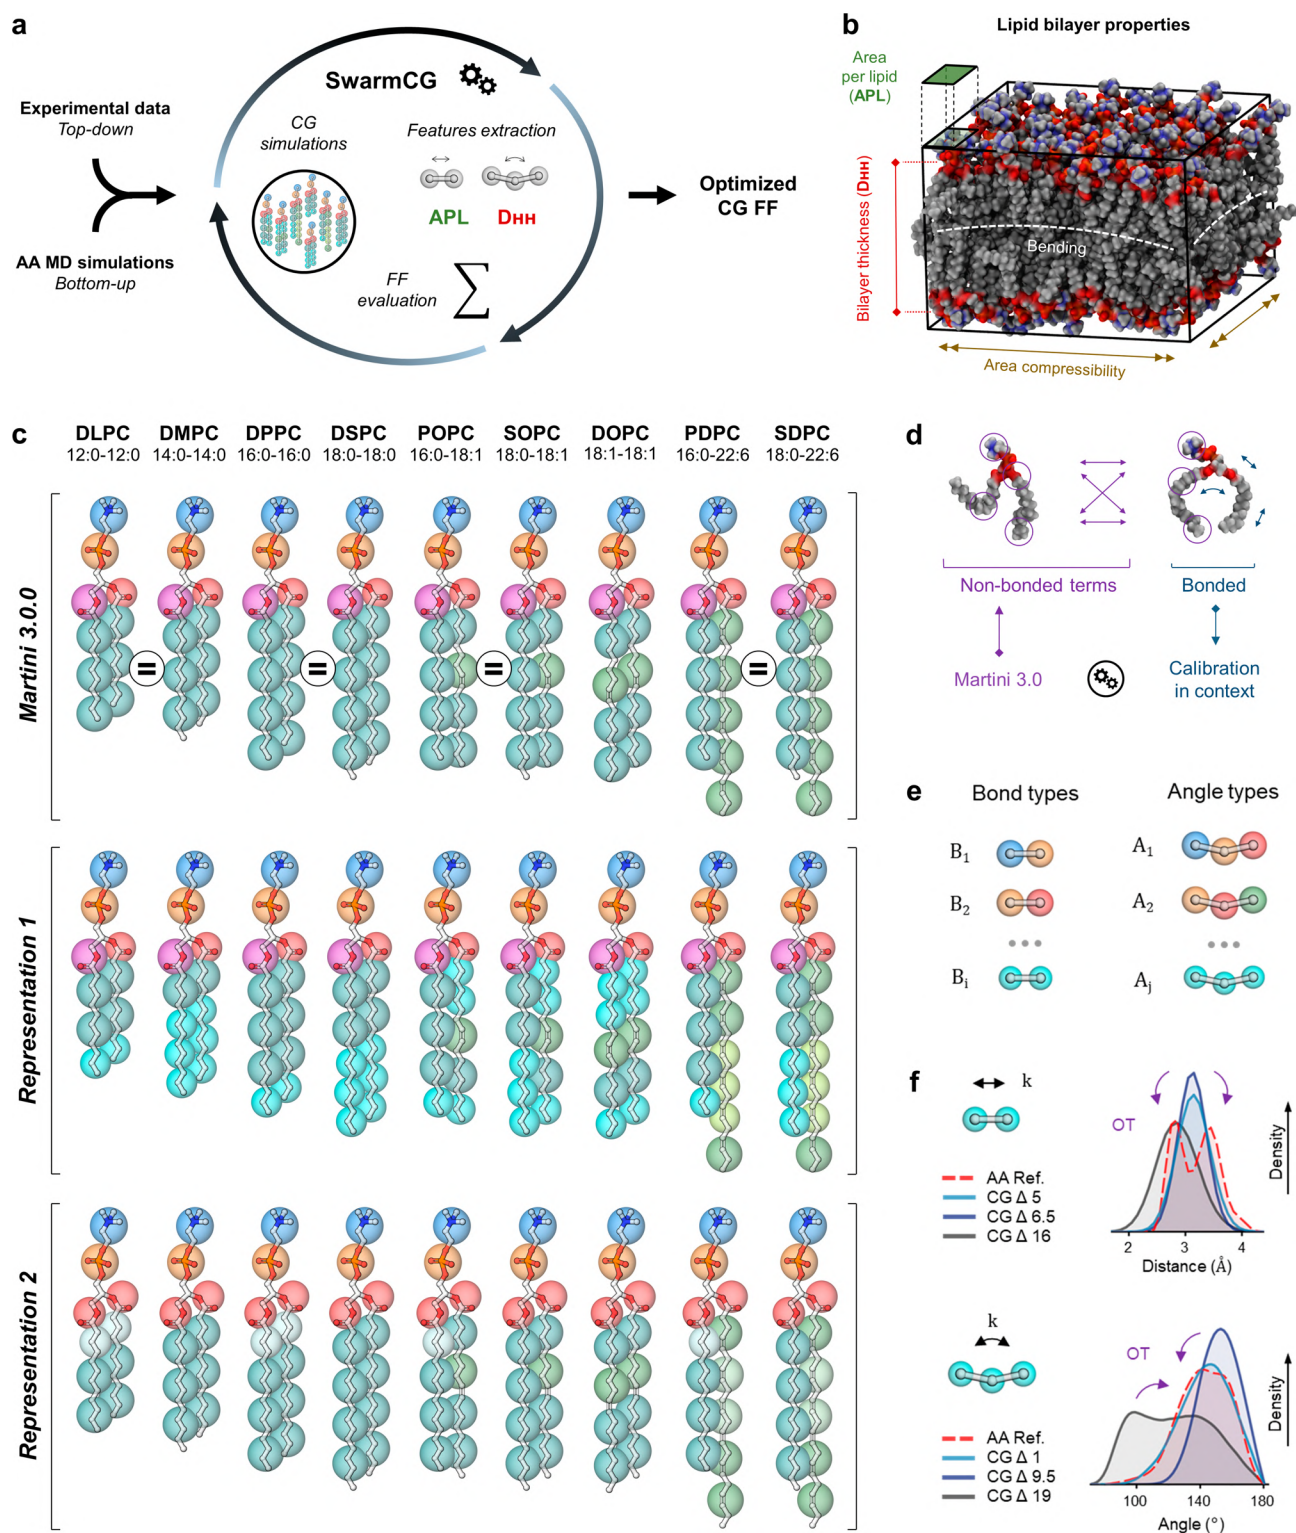 a
SwarmCG
Experimental data
Top-down
AA MD simulations
Bottom-up
CG
simulations
Features extraction
APL
DHH
FF
evaluation
∑
Optimized
CG FF
b
Lipid bilayer properties
Area
per lipid
(APL)
Bilayer thickness (DHH)
Bending
Area compressibility
c
DLPC DMPC DPPC DSPC POPC SOPC DOPC PDPC SDPC
12:0-12:0 14:0-14:0 16:0-16:0 18:0-18:0 16:0-18:1 18:0-18:1 18:1-18:1 16:0-22:6 18:0-22:6
Martini 3.0.0
= = = =
Representation 1
Representation 2
d
Non-bonded terms
Bonded
Martini 3.0
Calibration
in context
e
Bond types
Angle types
B1
A1
B2
A2
Bi
Aj
f
k
OT
AA Ref.
CG Δ 5
CG Δ 6.5
CG Δ 16
Density
2 3 4
Distance (Å)
k
OT
AA Ref.
CG Δ 1
CG Δ 9.5
CG Δ 19
Density
100 140 180
Angle (°)